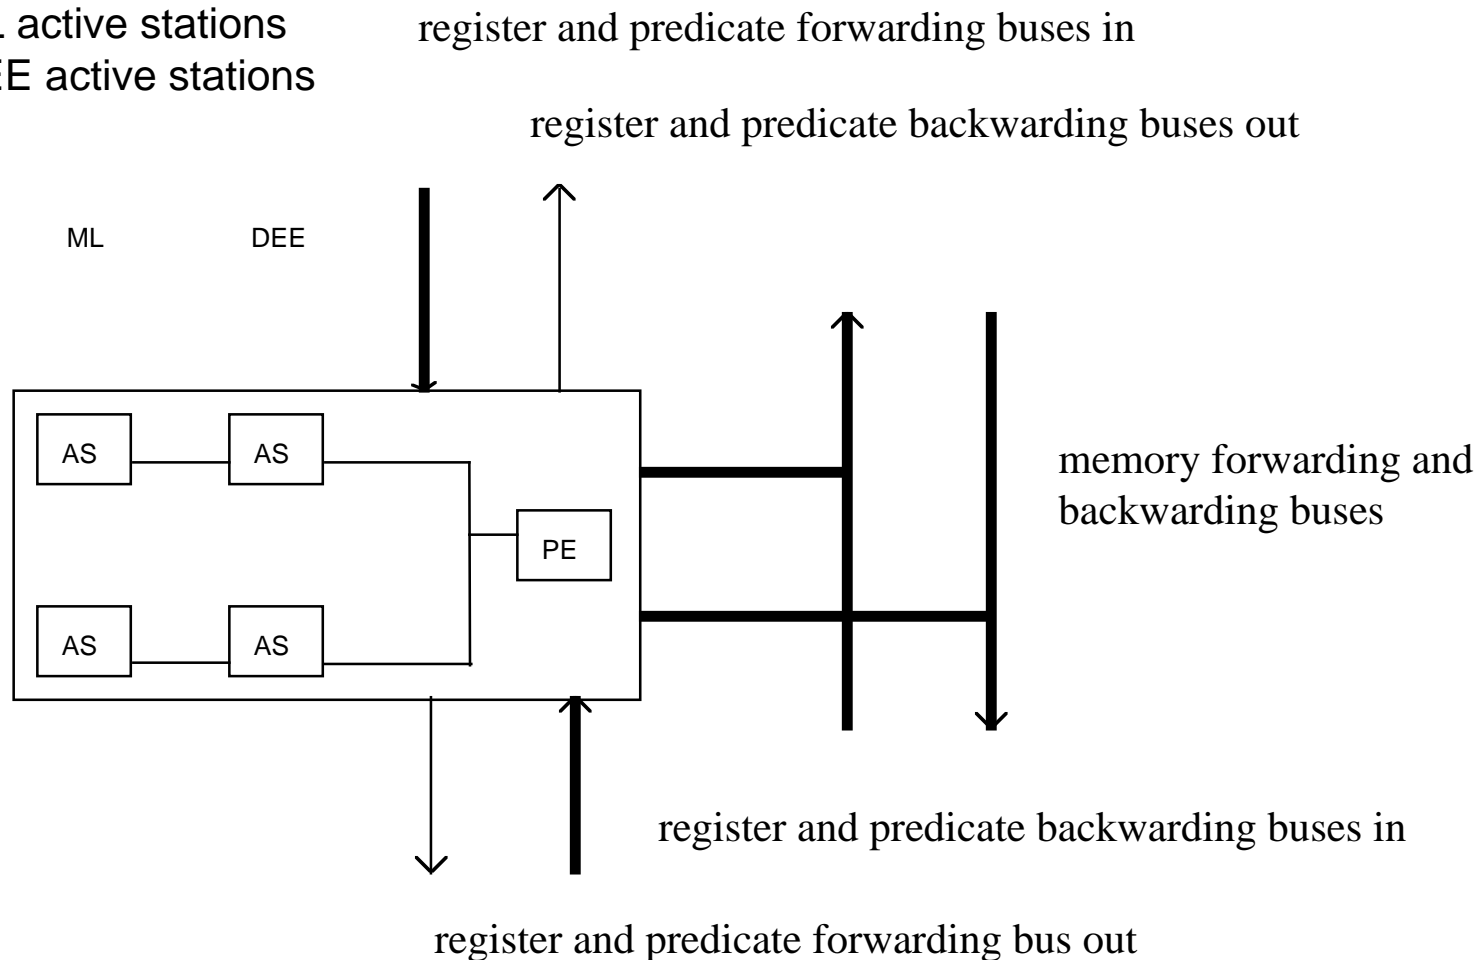 active stations
register and predicate forwarding buses in
active stations
register and predicate backwarding buses out
ML DEE
AS AS
memory forwarding and
backwarding buses
PE
AS AS
register and predicate backwarding buses in
register and predicate forwarding bus out